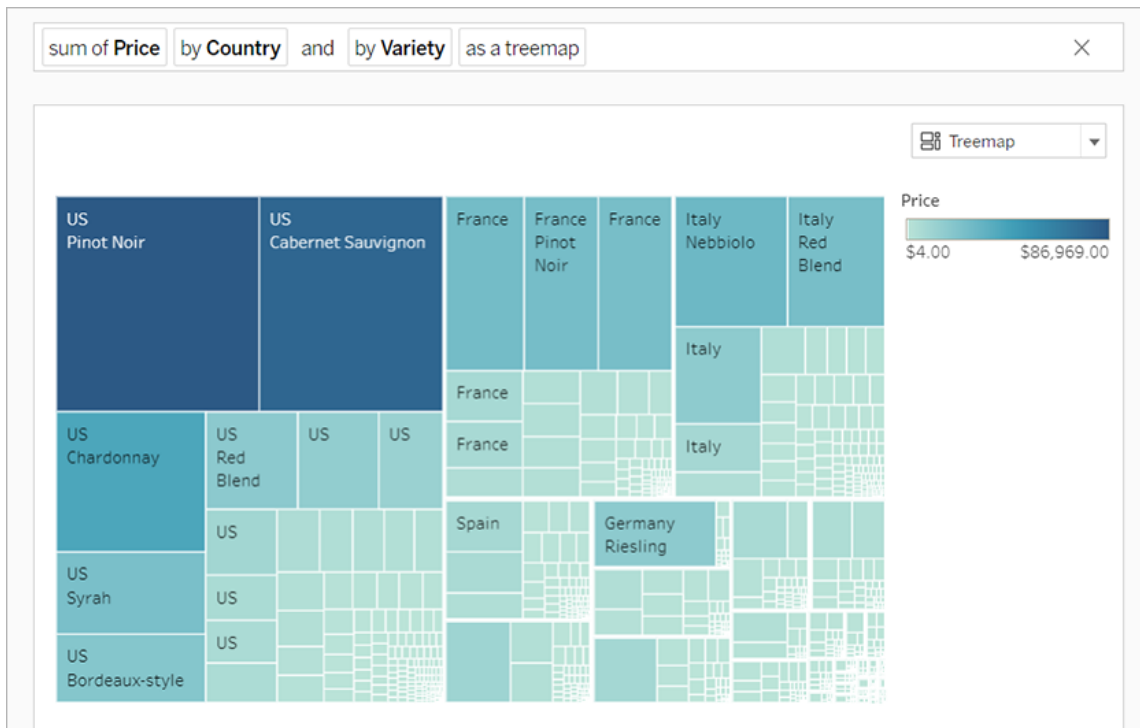 sum of Price by Country and by Variety as a treemap
Treemap
Price
$4.00 $86,969.00
US
Pinot Noir
US
Cabernet Sauvignon
France
France
Pinot
Noir
France
Italy
Nebbiolo
Italy
Red
Blend
France
France
Italy
Italy
US
Chardonnay
US
Red
Blend
US
US
US
Syrah
US
US
US
US
Bordeaux-style
Spain
Germany
Riesling